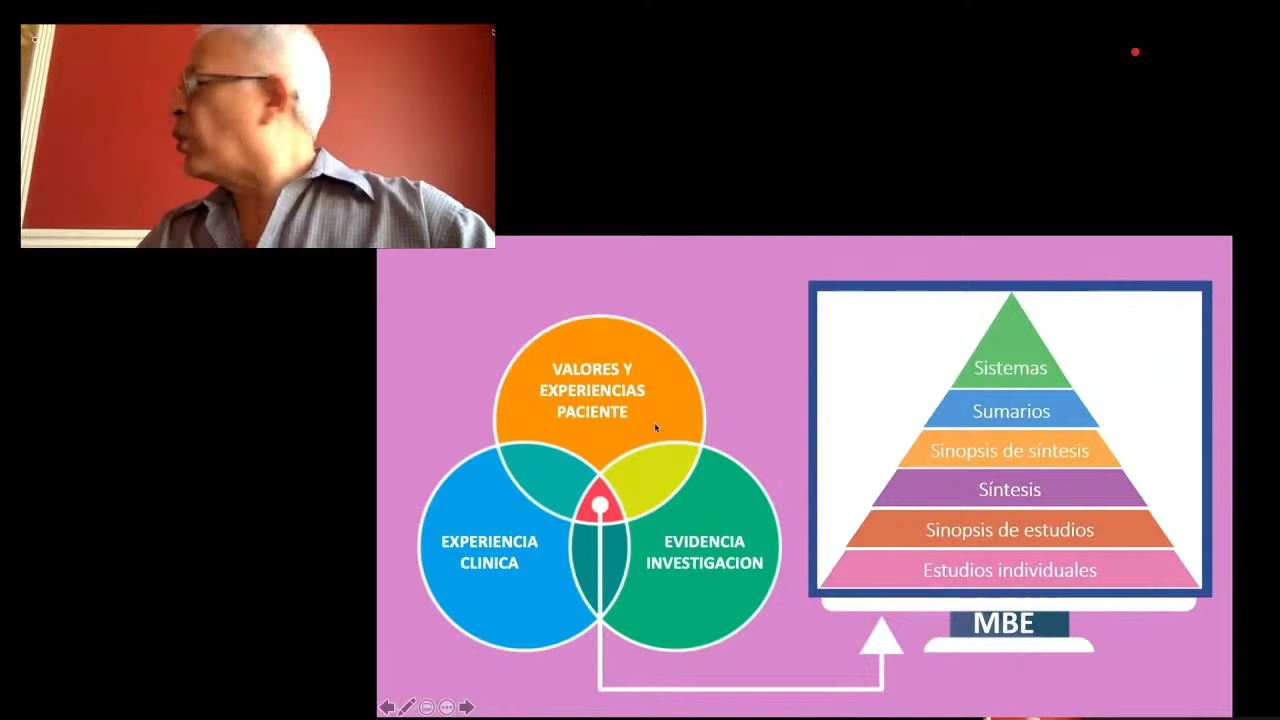 VALORES Y
EXPERIENCIAS
PACIENTE
EXPERIENCIA
CLINICA
EVIDENCIA
INVESTIGACION
Sistemas
Sumarios
Sinopsis de síntesis
Síntesis
Sinopsis de estudios
Estudios individuales
MBE